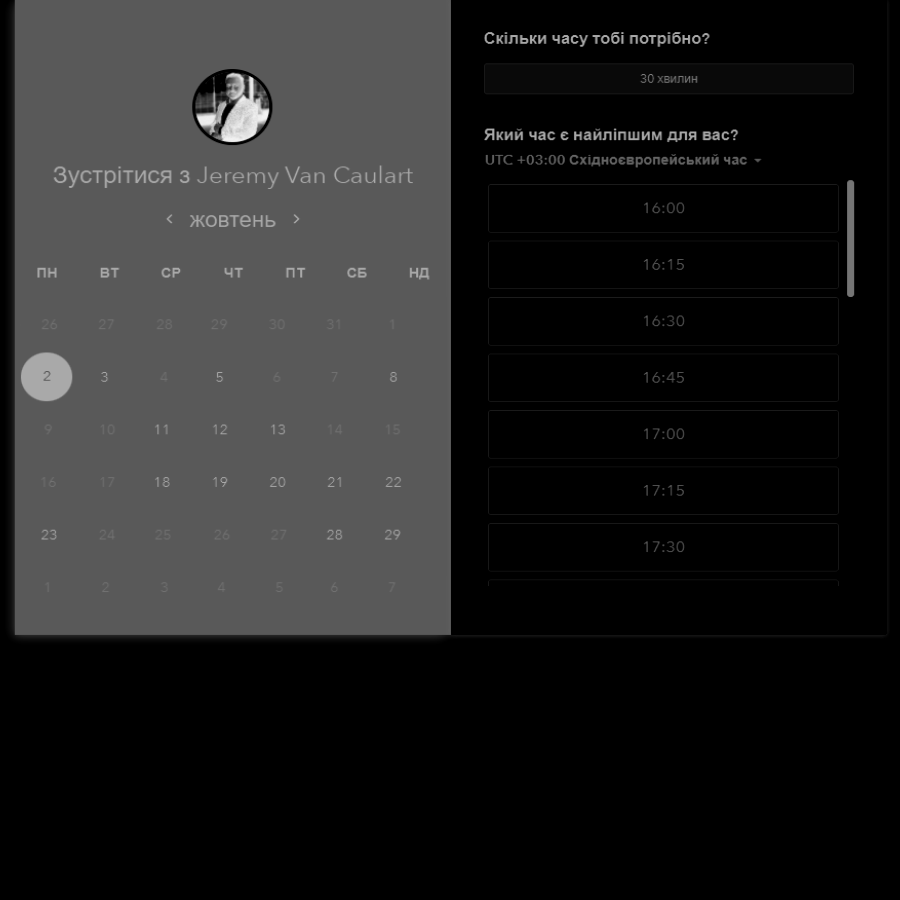 Зустрітися з Jeremy Van Caulart
жовтень
ПН ВТ СР ЧТ ПТ СБ НД
26 27 28 29 30 31 1
2 3 4 5 6 7 8
9 10 11 12 13 14 15
16 17 18 19 20 21 22
23 24 25 26 27 28 29
1 2 3 4 5 6 7
Скільки часу тобі потрібно?
30 хвилин
Який час є найліпшим для вас?
UTC +03:00 Східноєвропейський час
16:00
16:15
16:30
16:45
17:00
17:15
17:30